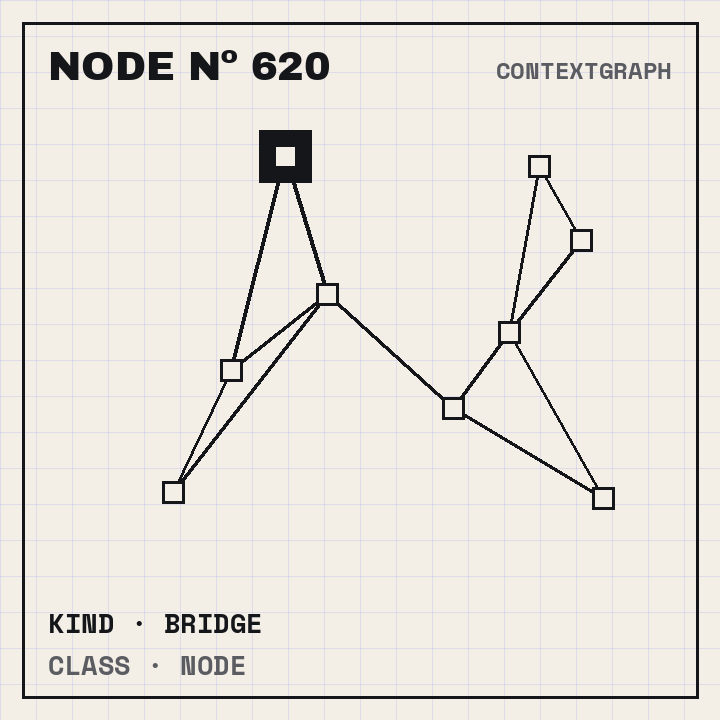 NODE Nº 620
CONTEXTGRAPH
KIND · BRIDGE
CLASS · NODE